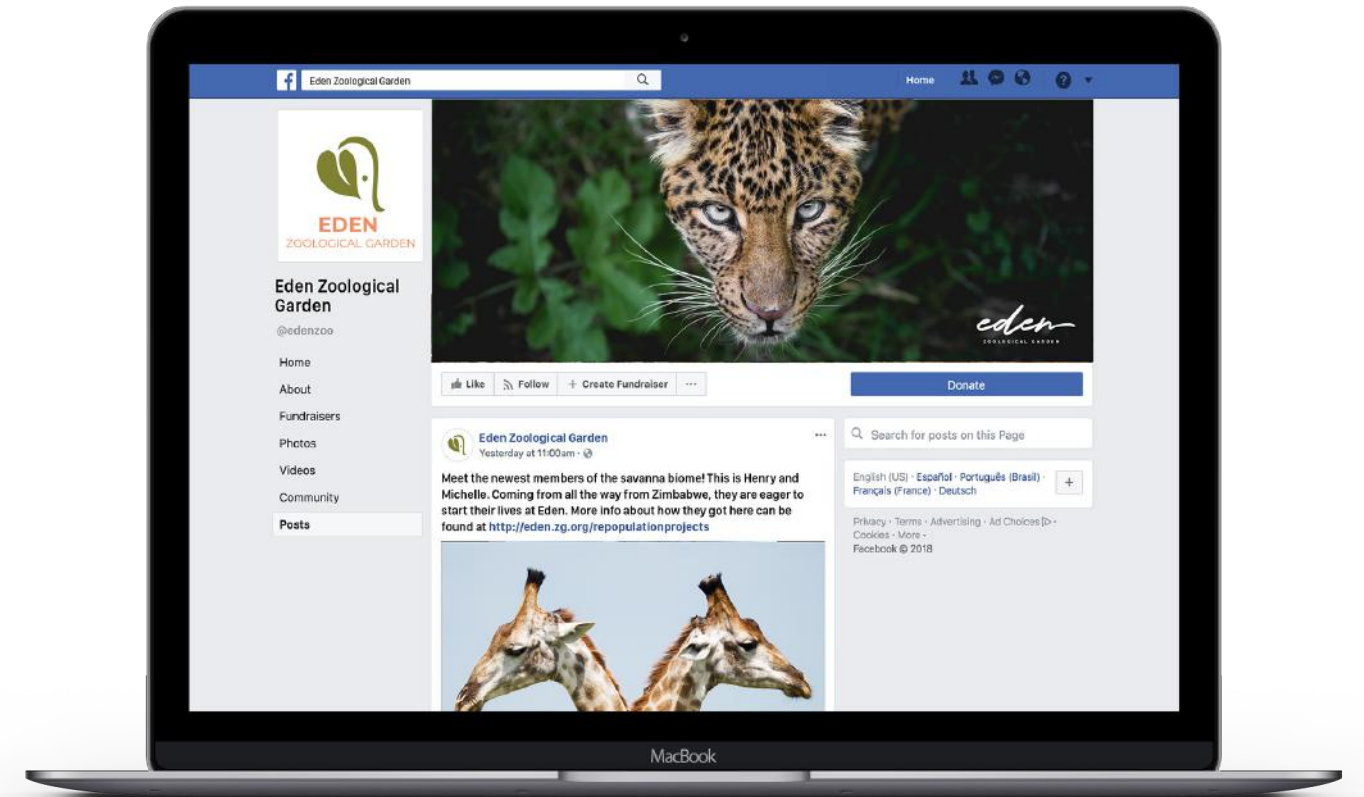 Eden Zoological Garden
Home
EDEN
ZOOLOGICAL GARDEN
Eden Zoological
Garden
@edenzoo
Home
About
Fundraisers
Photos
Videos
Community
Posts
eden
ZOOLOGICAL GARDEN
Like
Follow
+ Create Fundraiser
...
Donate
Eden Zoological Garden
Yesterday at 11:00am ·
...
Meet the newest members of the savanna biome! This is Henry and
Michelle. Coming from all the way from Zimbabwe, they are eager to
start their lives at Eden. More info about how they got here can be
found at http://eden.zg.org/repopulationprojects
Search for posts on this Page
English (US) · Español · Português (Brasil) ·
Français (France) · Deutsch
+
Privacy · Terms · Advertising · Ad Choices ·
Cookies · More ·
Facebook © 2018
MacBook